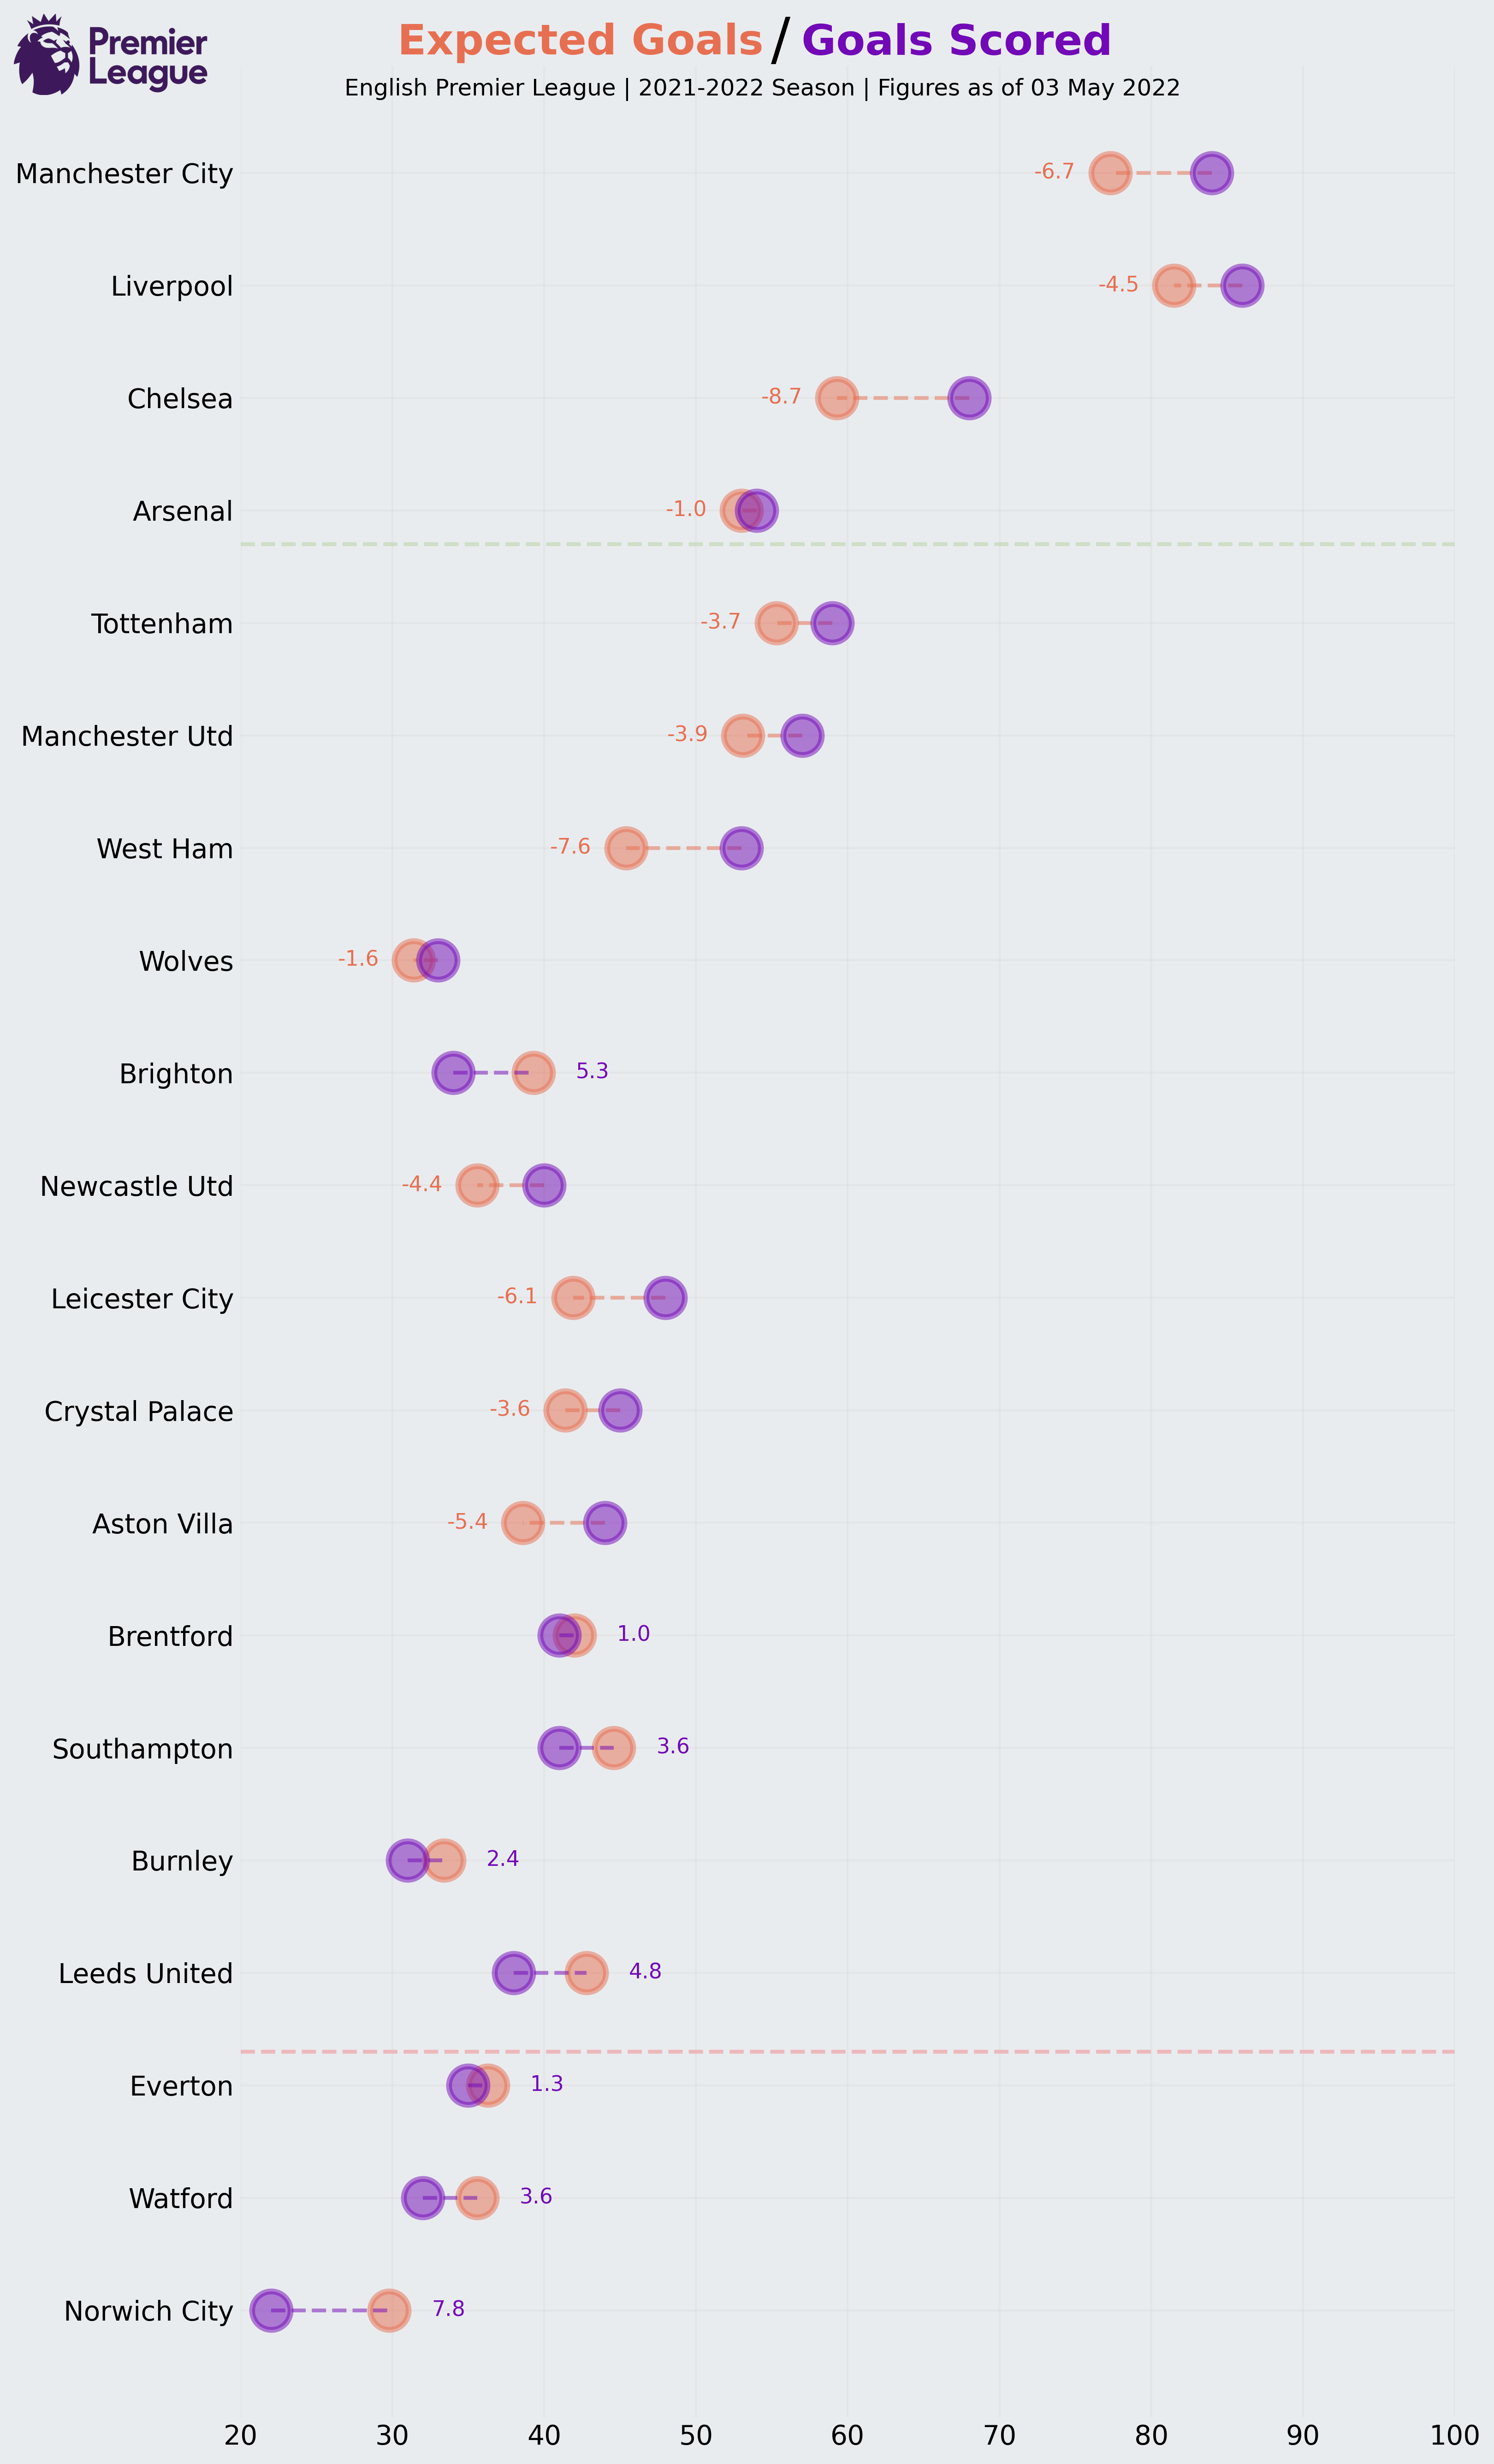 Premier
League
Expected Goals / Goals Scored
English Premier League | 2021-2022 Season | Figures as of 03 May 2022
Manchester City -6.7
Liverpool -4.5
Chelsea -8.7
Arsenal -1.0
Tottenham -3.7
Manchester Utd -3.9
West Ham -7.6
Wolves -1.6
Brighton 5.3
Newcastle Utd -4.4
Leicester City -6.1
Crystal Palace -3.6
Aston Villa -5.4
Brentford 1.0
Southampton 3.6
Burnley 2.4
Leeds United 4.8
Everton 1.3
Watford 3.6
Norwich City 7.8
20 30 40 50 60 70 80 90 100